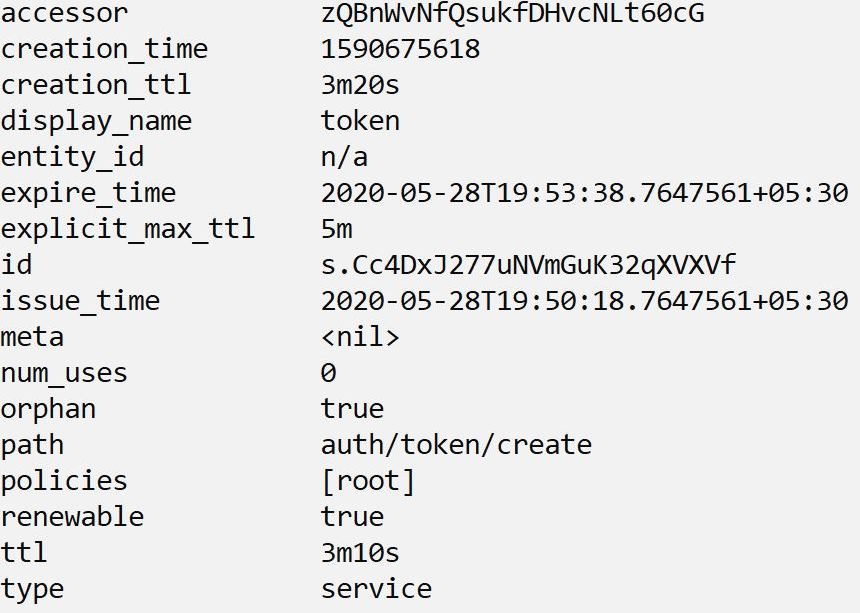 accessor zQBnWvNfQsukfDHvcNLt60cG
creation_time 1590675618
creation_ttl 3m20s
display_name token
entity_id n/a
expire_time 2020-05-28T19:53:38.7647561+05:30
explicit_max_ttl 5m
id s.Cc4DxJ277uNVmGuK32qXVXVf
issue_time 2020-05-28T19:50:18.7647561+05:30
meta <nil>
num_uses 0
orphan true
path auth/token/create
policies [root]
renewable true
ttl 3m10s
type service